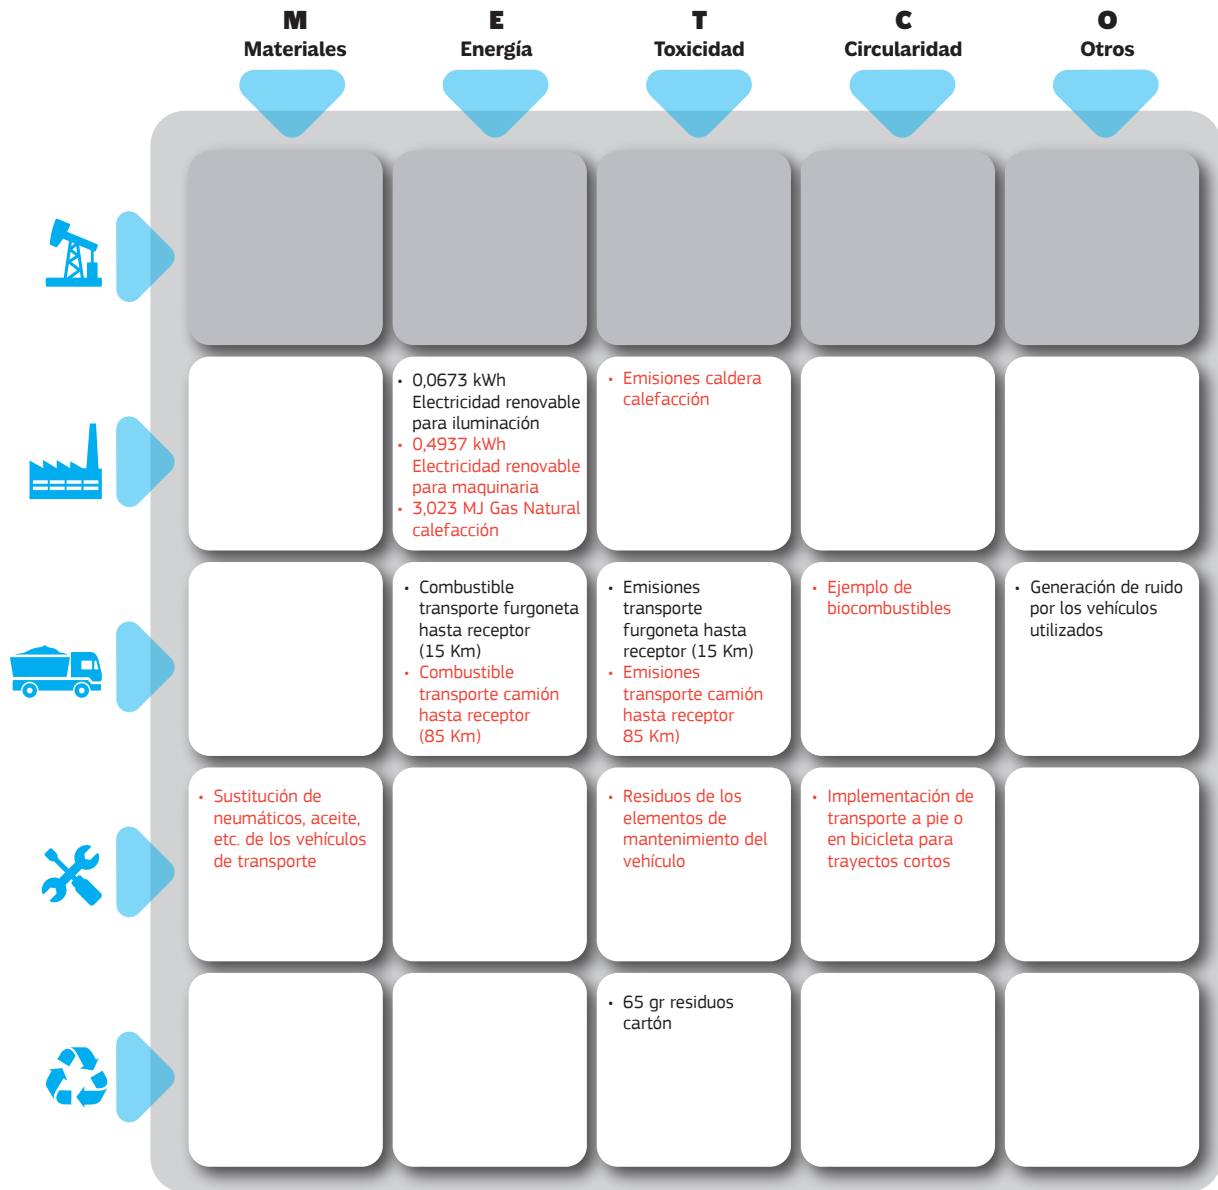 M
Materiales
E
Energía
T
Toxicidad
C
Circularidad
O
Otros
• 0,0673 kWh
Electricidad renovable
para iluminación
• 0,4937 kWh
Electricidad renovable
para maquinaria
• 3,023 MJ Gas Natural
calefacción
• Emisiones caldera
calefacción
• Combustible
transporte furgoneta
hasta receptor
(15 Km)
• Combustible
transporte camión
hasta receptor
(85 Km)
• Emisiones
transporte
furgoneta hasta
receptor (15 Km)
• Emisiones
transporte camión
hasta receptor
85 Km)
• Ejemplo de
biocombustibles
• Generación de ruido
por los vehículos
utilizados
• Sustitución de
neumáticos, aceite,
etc. de los vehículos
de transporte
• Residuos de los
elementos de
mantenimiento del
vehículo
• Implementación de
transporte a pie o
en bicicleta para
trayectos cortos
• 65 gr residuos
cartón